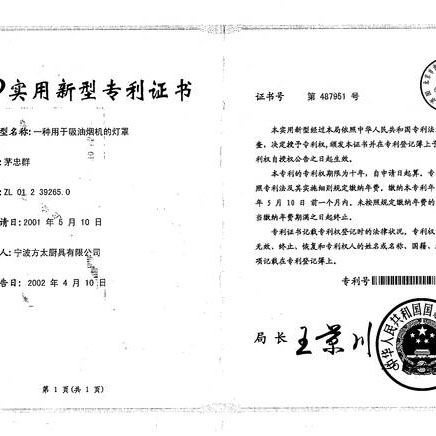 实用新型专利证书
型名称:一种用于吸油烟机的灯罩
:茅忠群
:ZL 01 2 39265.0
请日:2001 年 5 月 10 日
人:宁波方太厨具有限公司
告日:2002 年 4 月 10 日
第 1 页(共 1 页)
证书号 第 487951 号
本实用新型经过本局依照中华人民共和国专利法
查,决定授予专利权,颁发本证书并在专利登记簿上予
利权自授权公告之日起生效。
本专利的专利权期限为十年,自申请日起算。专
照专利法及其实施细则规定缴纳年费。缴纳本专利年
年 5 月 10 日前一个月内。未按照规定缴纳年费的
当缴纳年费期满之日起终止。
专利证书记载专利权登记时的法律状况。专利权
无效、终止、恢复和专利权人的姓名或名称、国籍、
项记载在专利登记簿上。
专利号
局长 王景川
中华人民共和国国